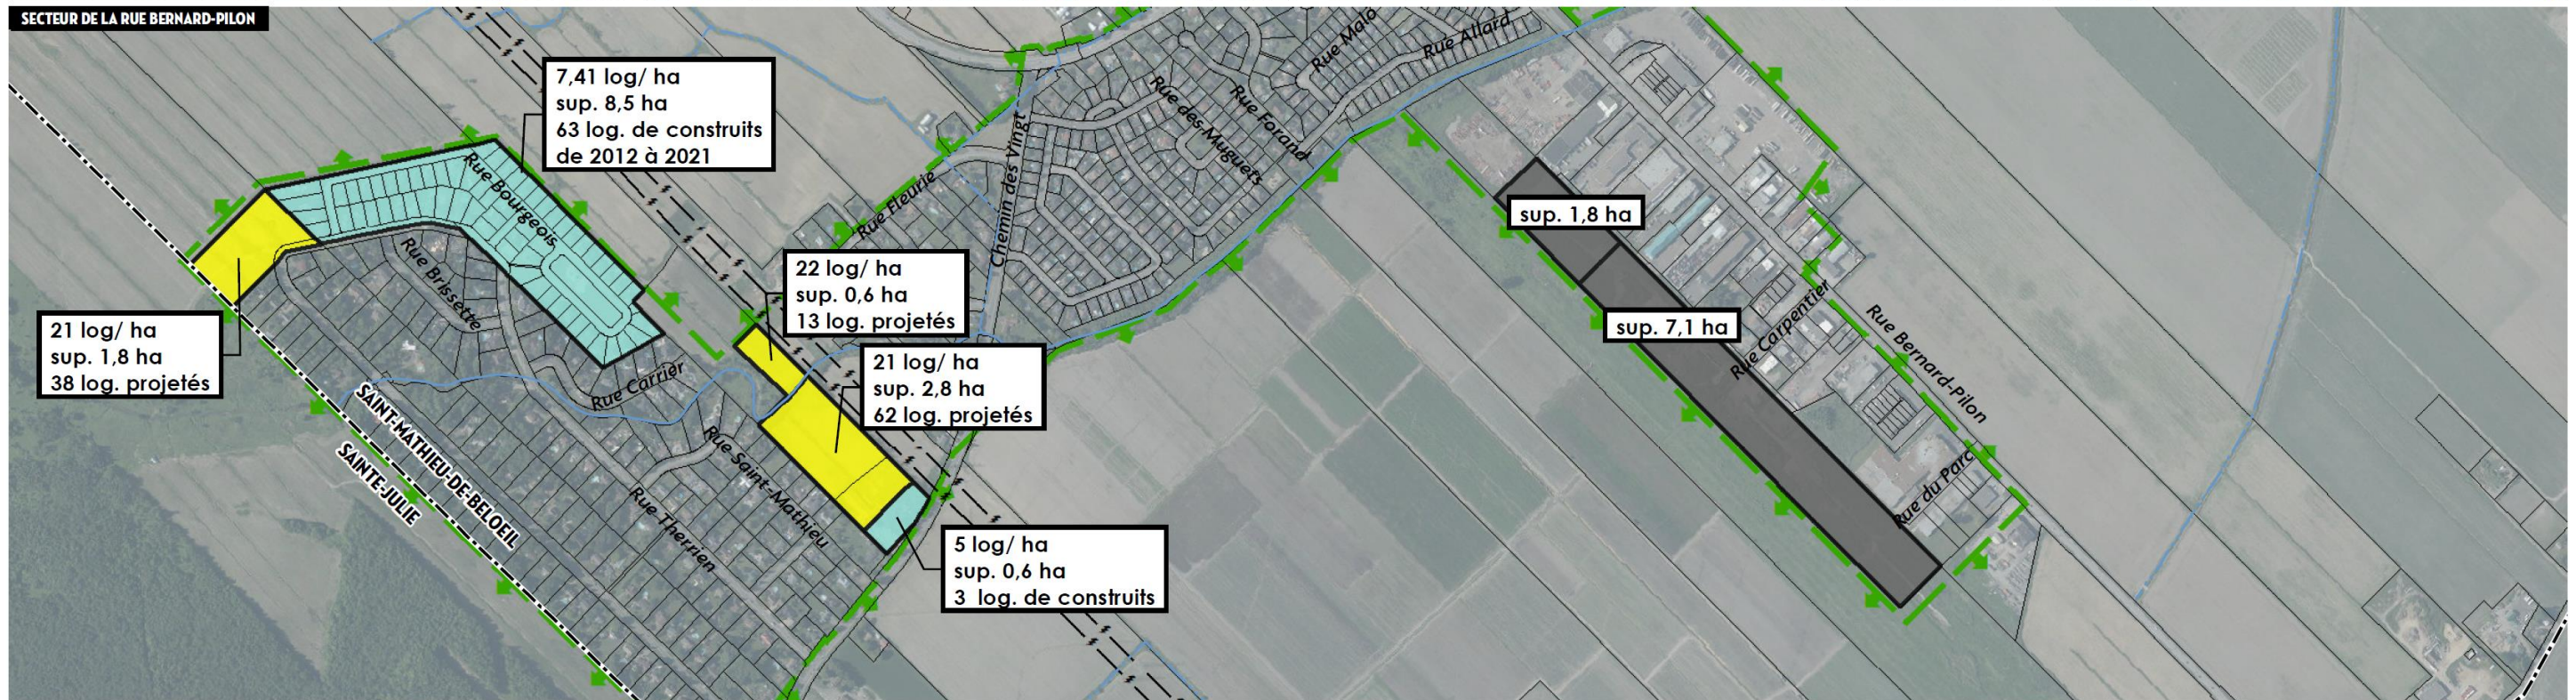 SECTEUR DE LA RUE BERNARD-PILON
7,41 log/ ha
sup. 8,5 ha
63 log. de construits
de 2012 à 2021
Rue Malo
Rue Allard
Rue des Muguets
Rue Forand
Chemin des Vingt
Rue Fleurie
Rue Bourgeois
Rue Brissette
sup. 1,8 ha
22 log/ ha
sup. 0,6 ha
13 log. projetés
21 log/ ha
sup. 1,8 ha
38 log. projetés
sup. 7,1 ha
Rue Carpentier
Rue Bernard-Pilon
21 log/ ha
sup. 2,8 ha
62 log. projetés
Rue Carrier
SAINT-MATHIEU-DE-BELOEIL
SAINTE-JULIE
Rue Saint-Mathieu
Rue Therrien
Rue du Parc
5 log/ ha
sup. 0,6 ha
3 log. de construits